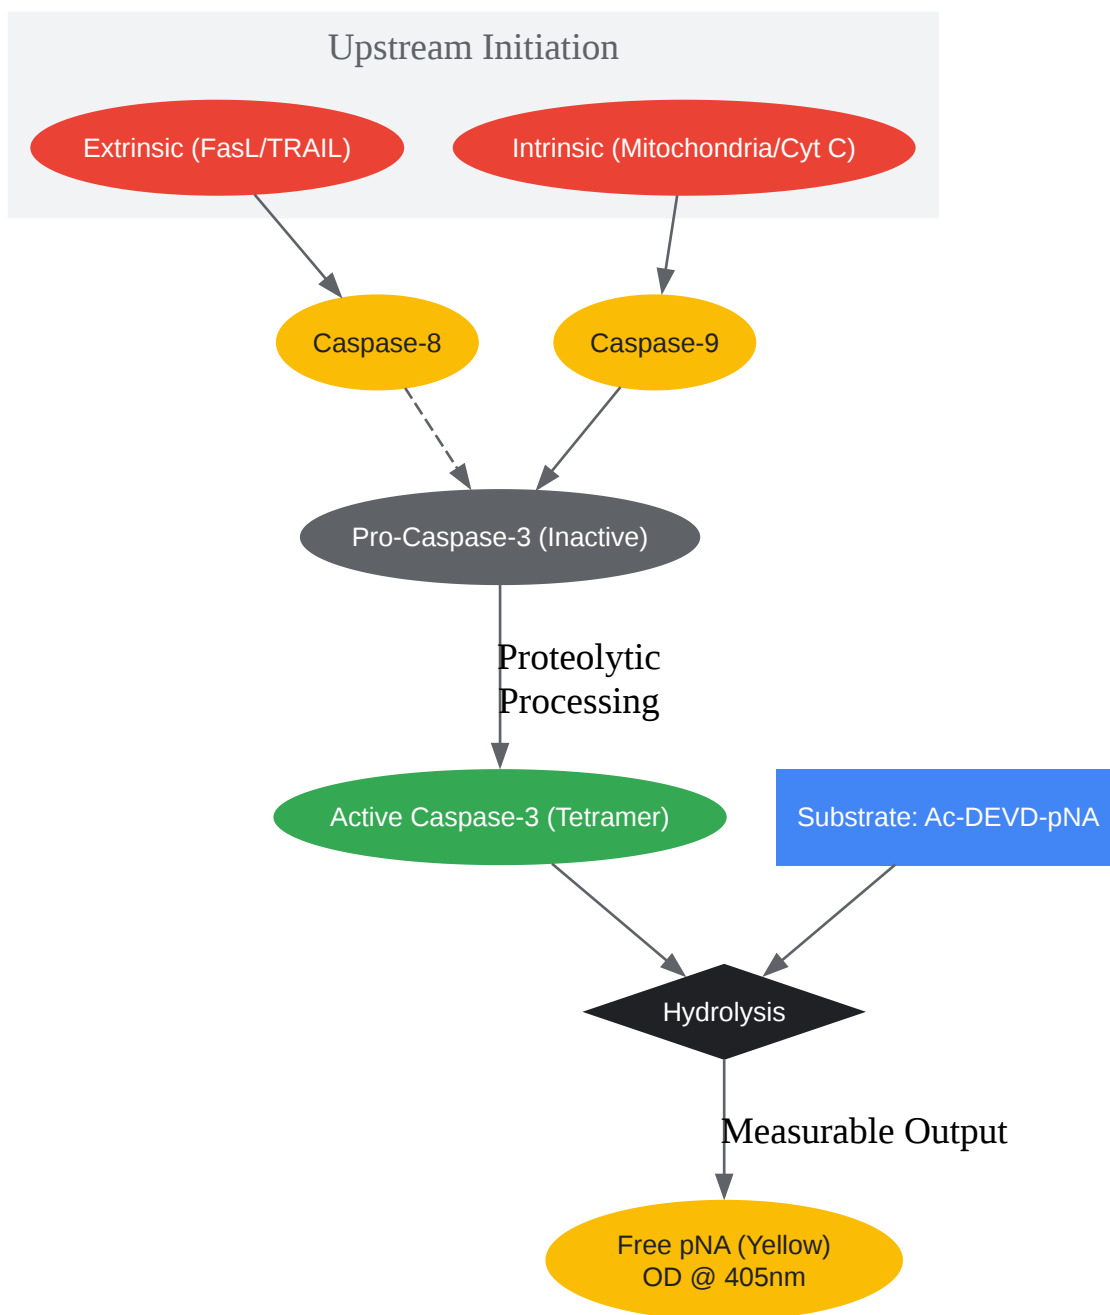 Upstream Initiation
Extrinsic (FasL/TRAIL)
Intrinsic (Mitochondria/Cyt C)
Caspase-8
Caspase-9
Pro-Caspase-3 (Inactive)
Proteolytic
Processing
Active Caspase-3 (Tetramer)
Substrate: Ac-DEVD-pNA
Hydrolysis
Measurable Output
Free pNA (Yellow)
OD @ 405nm